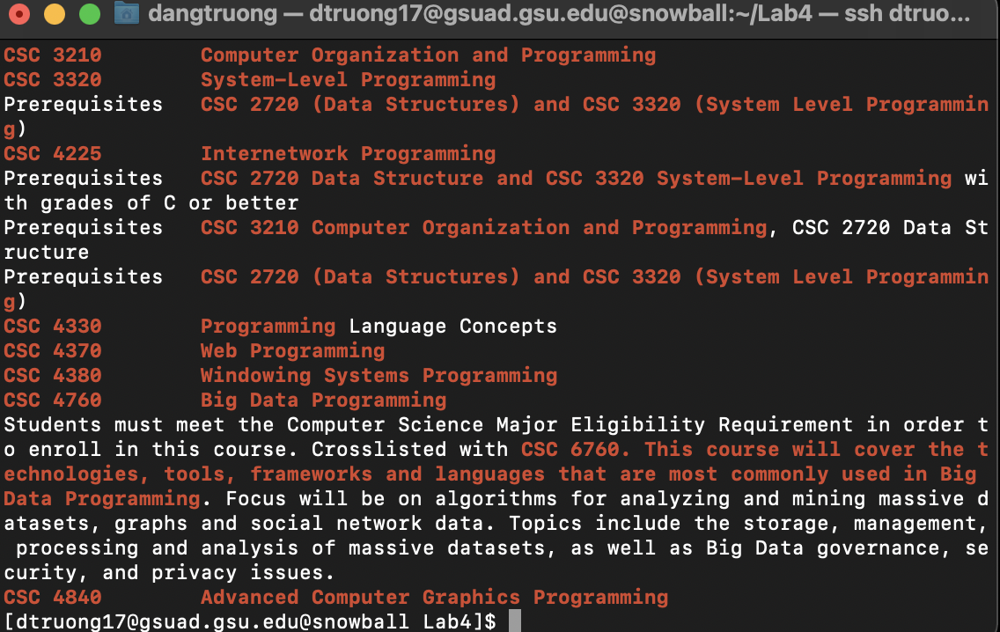 dangtruong — dtruong17@gsuad.gsu.edu@snowball:~/Lab4 — ssh dtruo...
CSC 3210 Computer Organization and Programming
CSC 3320 System-Level Programming
Prerequisites CSC 2720 (Data Structures) and CSC 3320 (System Level Programmin
g)
CSC 4225 Internetwork Programming
Prerequisites CSC 2720 Data Structure and CSC 3320 System-Level Programming wi
th grades of C or better
Prerequisites CSC 3210 Computer Organization and Programming, CSC 2720 Data St
ructure
Prerequisites CSC 2720 (Data Structures) and CSC 3320 (System Level Programmin
g)
CSC 4330 Programming Language Concepts
CSC 4370 Web Programming
CSC 4380 Windowing Systems Programming
CSC 4760 Big Data Programming
Students must meet the Computer Science Major Eligibility Requirement in order t
o enroll in this course. Crosslisted with CSC 6760. This course will cover the t
echnologies, tools, frameworks and languages that are most commonly used in Big
Data Programming. Focus will be on algorithms for analyzing and mining massive d
atasets, graphs and social network data. Topics include the storage, management,
processing and analysis of massive datasets, as well as Big Data governance, se
curity, and privacy issues.
CSC 4840 Advanced Computer Graphics Programming
[dtruong17@gsuad.gsu.edu@snowball Lab4]$